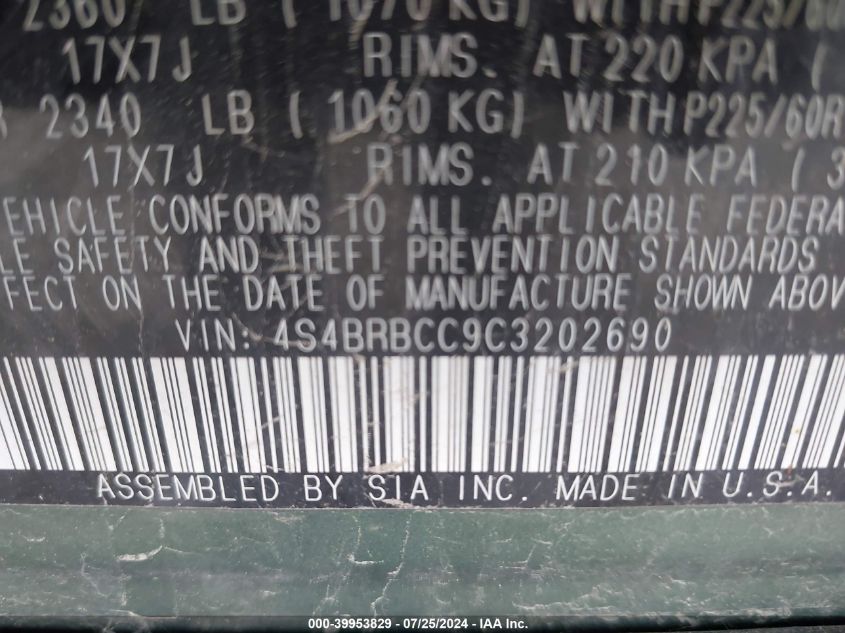 2360 LB ( 1070 KG) WITH P225/60
17X7J RIMS. AT 220 KPA (
2340 LB ( 1060 KG) WITH P225/60R
17X7J RIMS. AT 210 KPA ( 3
EHICLE CONFORMS TO ALL APPLICABLE FEDERA
LE SAFETY AND THEFT PREVENTION STANDARDS
FECT ON THE DATE OF MANUFACTURE SHOWN ABOV
VIN: 4S4BRBCC9C3202690
ASSEMBLED BY SIA INC. MADE IN U.S.A.
000-39953829 - 07/25/2024 - IAA Inc.